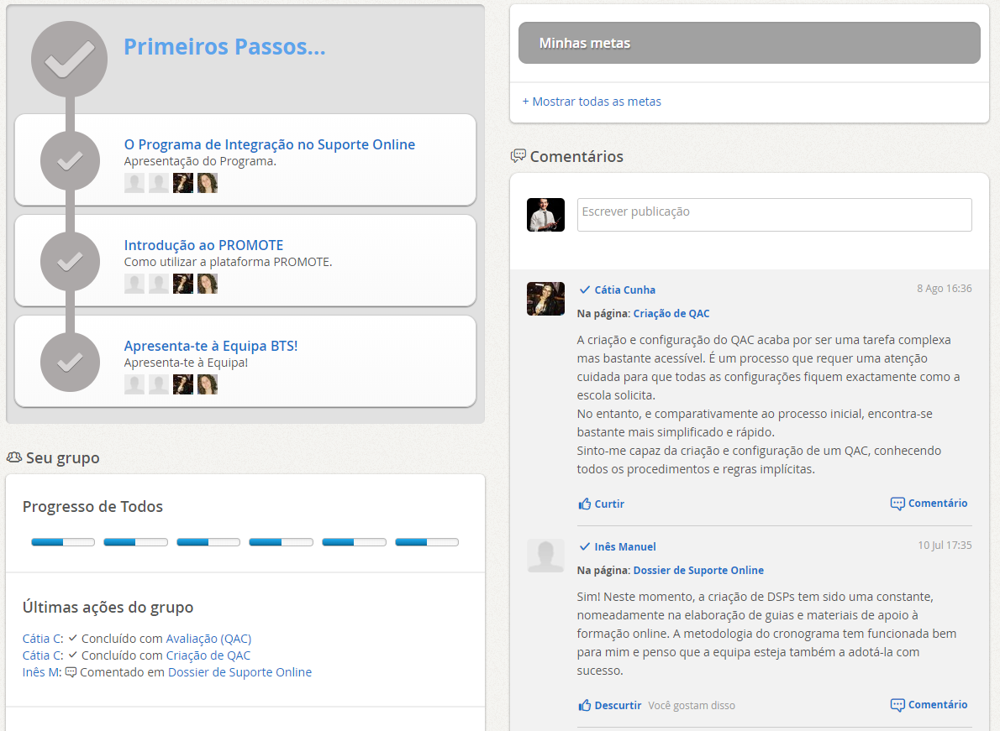 Primeiros Passos...
O Programa de Integração no Suporte Online
Apresentação do Programa.
Introdução ao PROMOTE
Como utilizar a plataforma PROMOTE.
Apresenta-te à Equipa BTS!
Apresenta-te à Equipa!
Seu grupo
Progresso de Todos
Últimas ações do grupo
Cátia C: Concluído com Avaliação (QAC)
Cátia C: Concluído com Criação de QAC
Inês M: Comentado em Dossier de Suporte Online
Minhas metas
+ Mostrar todas as metas
Comentários
Escrever publicação
Cátia Cunha 8 Ago 16:36
Na página: Criação de QAC
A criação e configuração do QAC acaba por ser uma tarefa complexa
mas bastante acessível. É um processo que requer uma atenção
cuidada para que todas as configurações fiquem exactamente como a
escola solicita.
No entanto, e comparativamente ao processo inicial, encontra-se
bastante mais simplificado e rápido.
Sinto-me capaz da criação e configuração de um QAC, conhecendo
todos os procedimentos e regras implícitas.
Curtir Comentário
Inês Manuel 10 Jul 17:35
Na página: Dossier de Suporte Online
Sim! Neste momento, a criação de DSPs tem sido uma constante,
nomeadamente na elaboração de guias e materiais de apoio à
formação online. A metodologia do cronograma tem funcionada bem
para mim e penso que a equipa esteja também a adotá-la com
sucesso.
Descurtir Você gostam disso Comentário